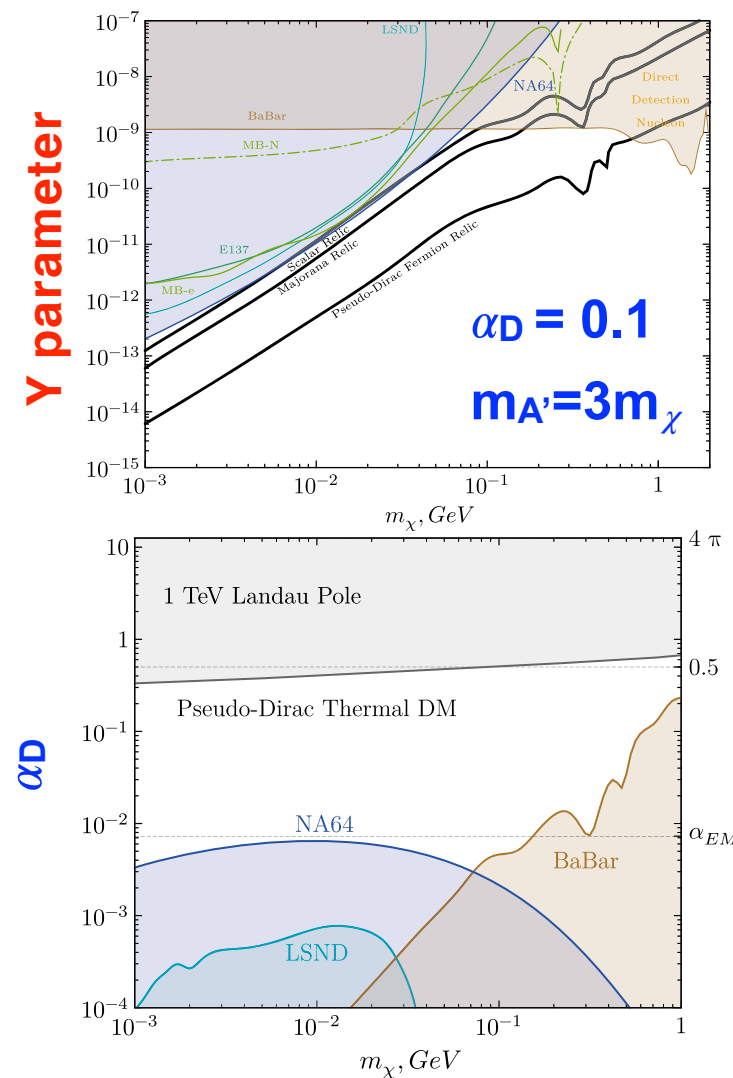 10⁻⁷
10⁻⁸
10⁻⁹
10⁻¹⁰
10⁻¹¹
10⁻¹²
10⁻¹³
10⁻¹⁴
10⁻¹⁵
Y parameter
LSND
NA64
Direct
Detection
Nucleon
BaBar
MB-N
E137
MB-e
Scalar Relic
Majorana Relic
Pseudo-Dirac Fermion Relic
αD = 0.1
mA'=3mχ
10⁻³ 10⁻² 10⁻¹ 1
mχ, GeV
10
1
10⁻¹
10⁻²
10⁻³
10⁻⁴
αD
4 π
0.5
αEM
1 TeV Landau Pole
Pseudo-Dirac Thermal DM
NA64
BaBar
LSND
10⁻³ 10⁻² 10⁻¹ 1
mχ, GeV